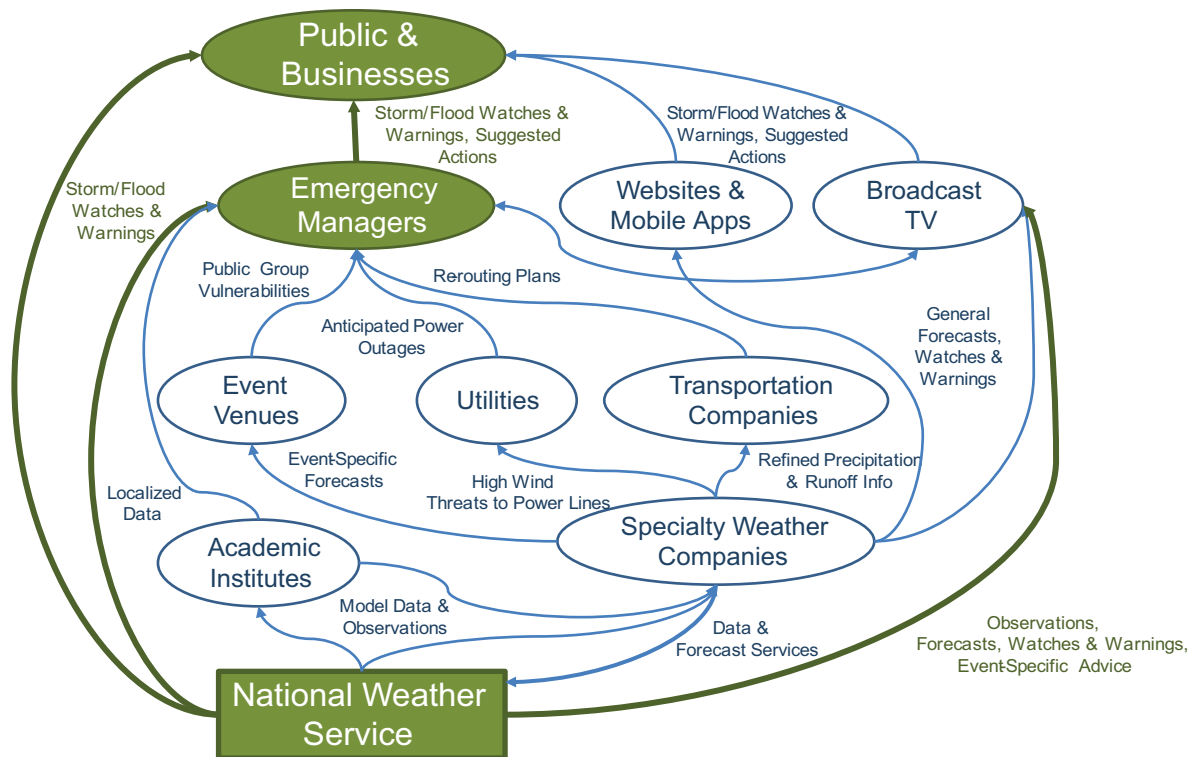 Public &
Businesses
Storm/Flood Watches &
Warnings, Suggested
Actions
Storm/Flood Watches &
Warnings, Suggested
Actions
Storm/Flood
Watches &
Warnings
Emergency
Managers
Websites &
Mobile Apps
Broadcast
TV
Public Group
Vulnerabilities
Re-routing Plans
Anticipated Power
Outages
General
Forecasts,
Watches &
Warnings
Event
Venues
Utilities
Transportation
Companies
Event-Specific
Forecasts
High Wind
Threats to Power Lines
Refined Precipitation
& Runoff Info
Localized
Data
Academic
Institutes
Specialty Weather
Companies
Model Data &
Observations
Data &
Forecast Services
Observations,
Forecasts, Watches & Warnings,
Event-Specific Advice
National Weather
Service